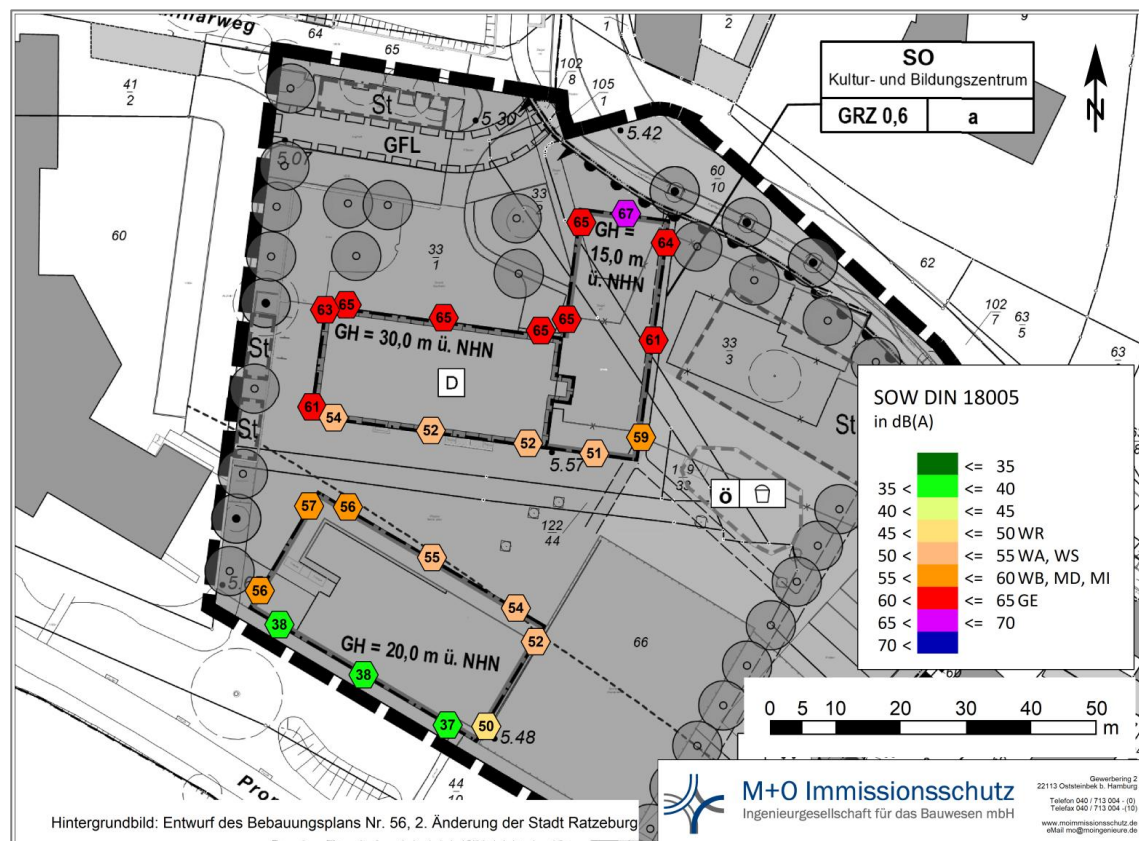 64
65
41
2
102
8
105
1
St
5.30
GFL
5.42
5.07
SO
Kultur- und Bildungszentrum
GRZ 0,6
a
N
60
10
33
67
65
GH =
15,0 m
ü. NHN
64
60
33
1
62
102
7
63
5
63
65
65
65
65
GH = 30,0 m ü. NHN
61
33
3
St
D
61
54
52
52
51
59
St
St
5.57
SOW DIN 18005
in dB(A)
<= 35
35 < <= 40
40 < <= 45
45 < <= 50 WR
50 < <= 55 WA, WS
55 < <= 60 WB, MD, MI
60 < <= 65 GE
65 < <= 70
70 <
ö
122
44
57
56
55
56
54
52
38
66
GH = 20,0 m ü. NHN
38
37
50
5.48
0 5 10 20 30 40 50
m
44
M+O Immissionsschutz
Ingenieurgesellschaft für das Bauwesen mbH
Gewerbering 2
22113 Oststeinbek b. Hamburg
Telefon 040 / 713 004 - (0)
Telefax 040 / 713 004 -(10)
www.moimmissionsschutz.de
eMail mo@moingenieure.de
Hintergrundbild: Entwurf des Bebauungsplans Nr. 56, 2. Änderung der Stadt Ratzeburg